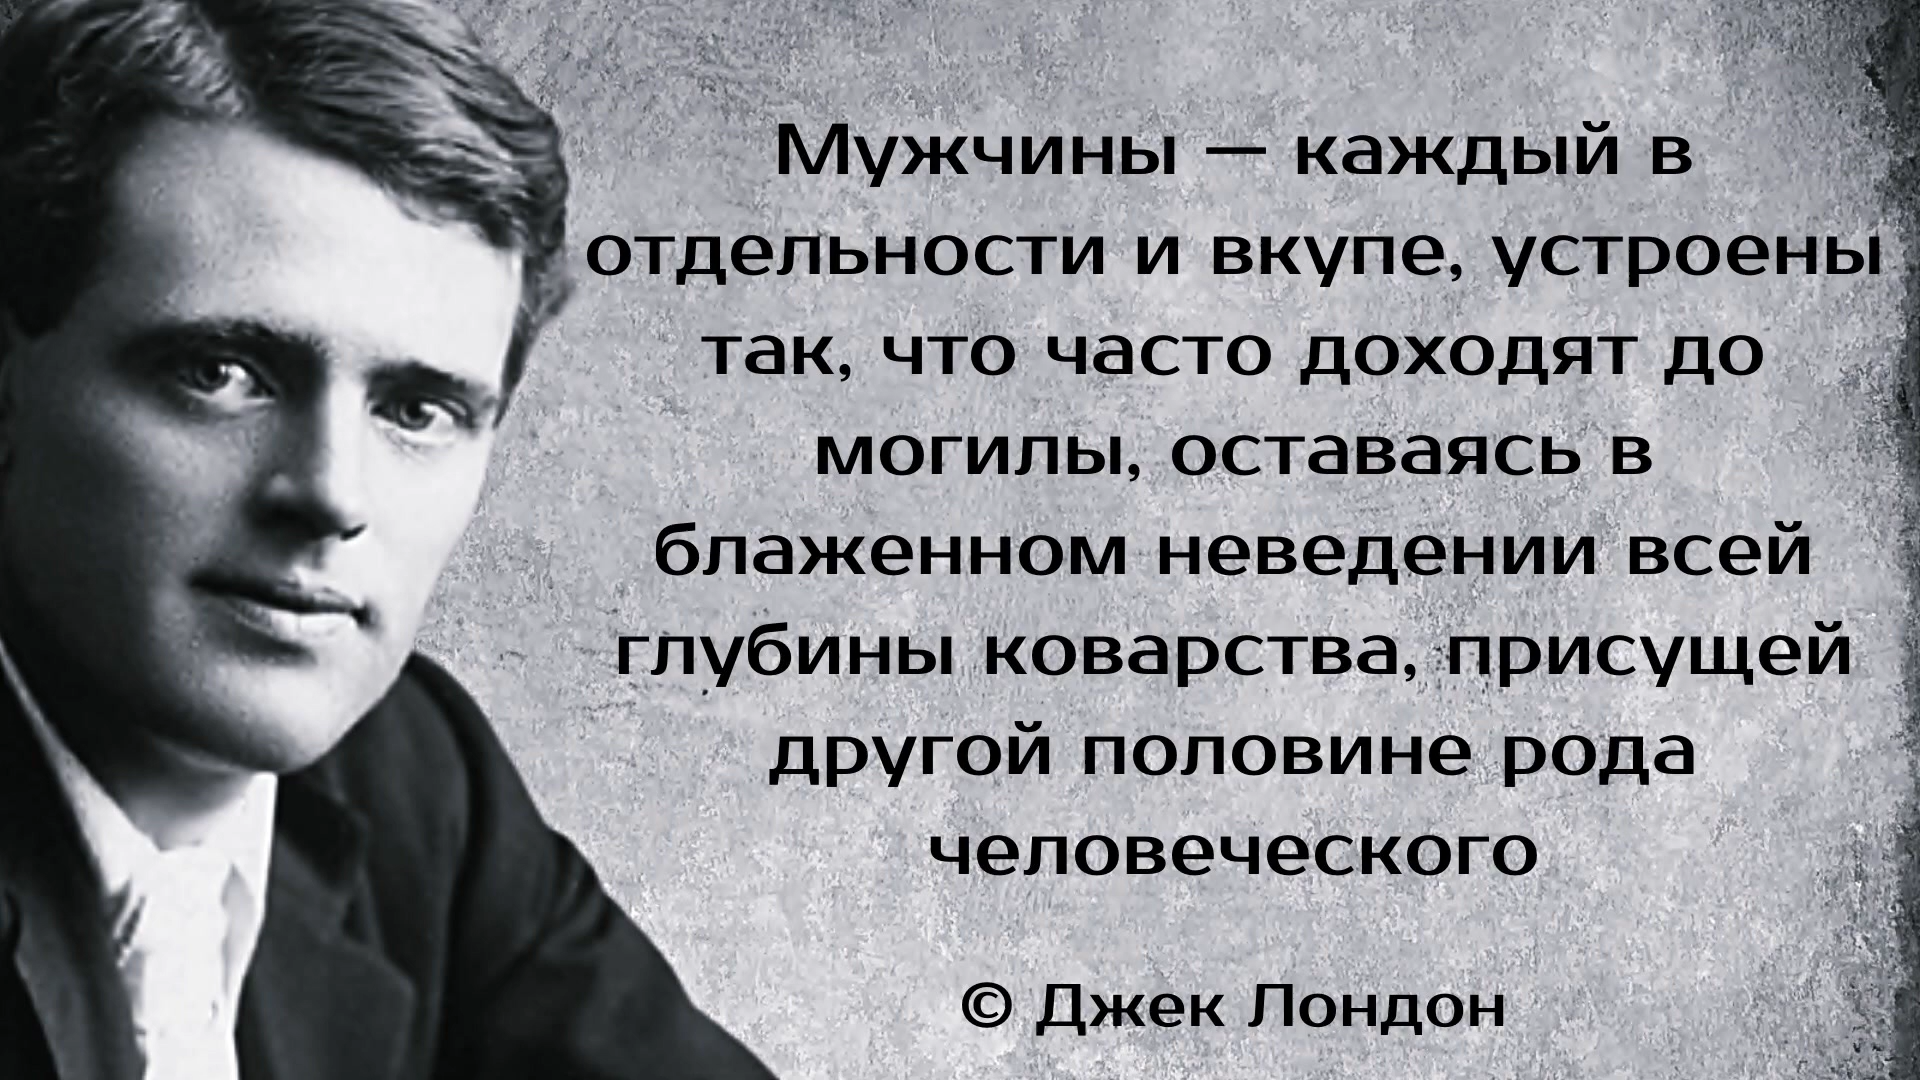 Мужчины — каждый в
отдельности и вкупе, устроены
так, что часто доходят до
могилы, оставаясь в
блаженном неведении всей
глубины коварства, присущей
другой половине рода
человеческого
© Джек Лондон